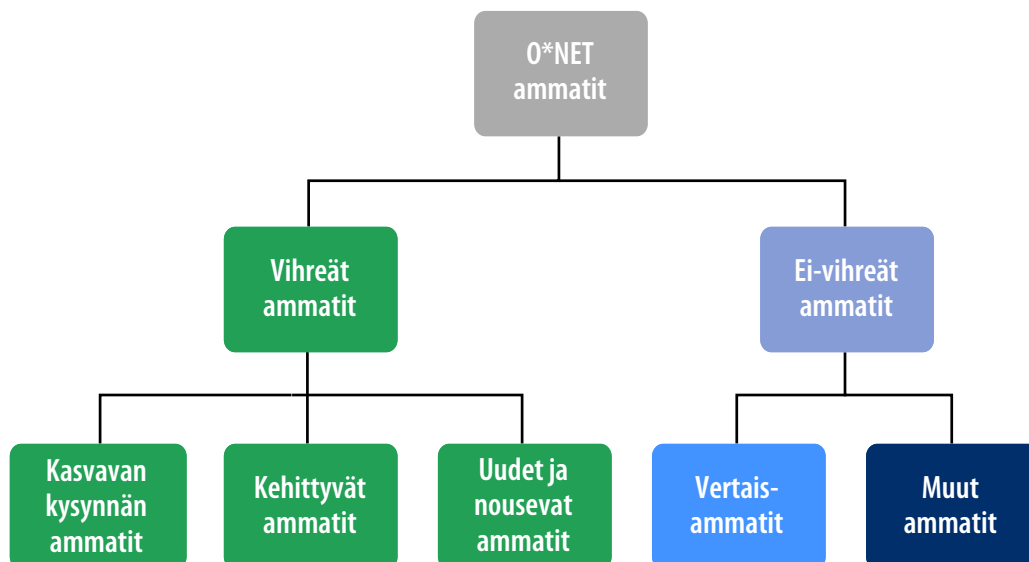 O*NET
ammatit
Vihreät
ammatit
Ei-vihreät
ammatit
Kasvavan
kysynnän
ammatit
Kehittyvät
ammatit
Uudet ja
nousevat
ammatit
Vertais-
ammatit
Muut
ammatit